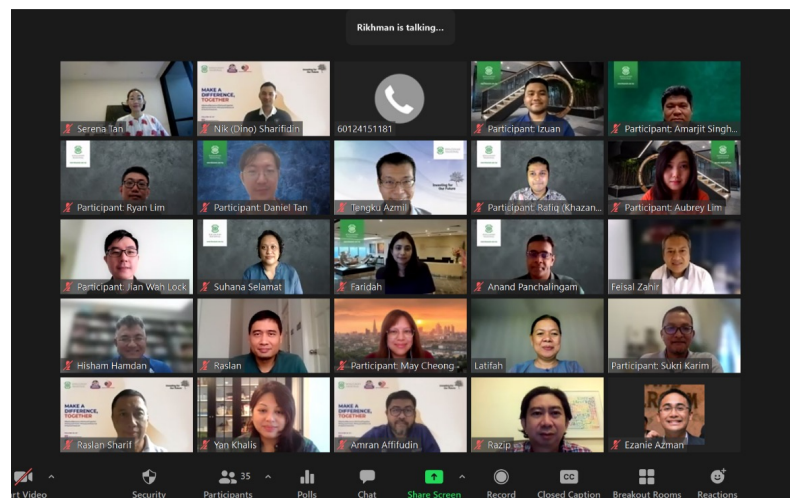 Rikhman is talking...
Serena Tan
MAKE A
DIFFERENCE,
TOGETHER
Nik (Dino) Sharifidin
60124151181
Participant: Izuan
Participant: Amarjit Singh...
Participant: Ryan Lim
Participant: Daniel Tan
Investing for
Our Future
Tengku Azmil
Participant: Rafiq (Khazan...
Participant: Aubrey Lim
Participant: Jian Wah Lock
Suhana Selamat
Faridah
Anand Panchalingam
Feisal Zahir
Hisham Hamdan
Raslan
Participant: May Cheong
Latifah
Participant: Sukri Karim
MAKE A
DIFFERENCE,
TOGETHER
Raslan Sharif
Yan Khalis
MAKE A
DIFFERENCE,
TOGETHER
Amran Affifudin
Razip
Ezanie Azman
35
CC
rt Video
Security
Participants
Polls
Chat
Share Screen
Record
Closed Caption
Breakout Rooms
Reactions